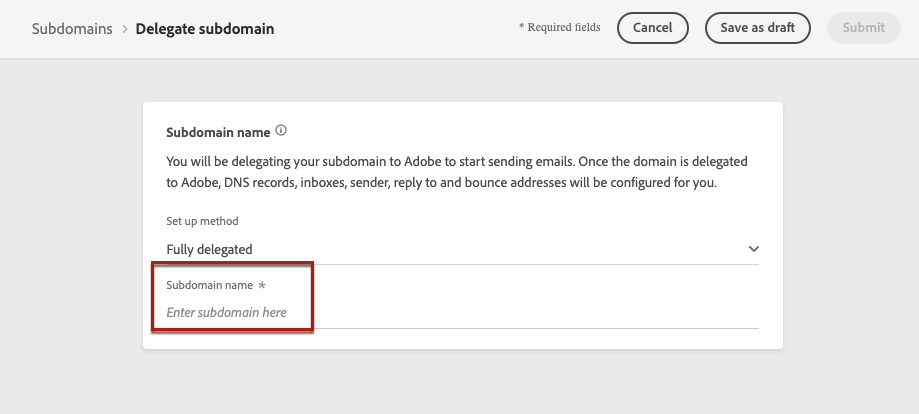 Subdomains > Delegate subdomain
* Required fields
Cancel
Save as draft
Submit
Subdomain name
You will be delegating your subdomain to Adobe to start sending emails. Once the domain is delegated
to Adobe, DNS records, inboxes, sender, reply to and bounce addresses will be configured for you.
Set up method
Fully delegated
Subdomain name *
Enter subdomain here